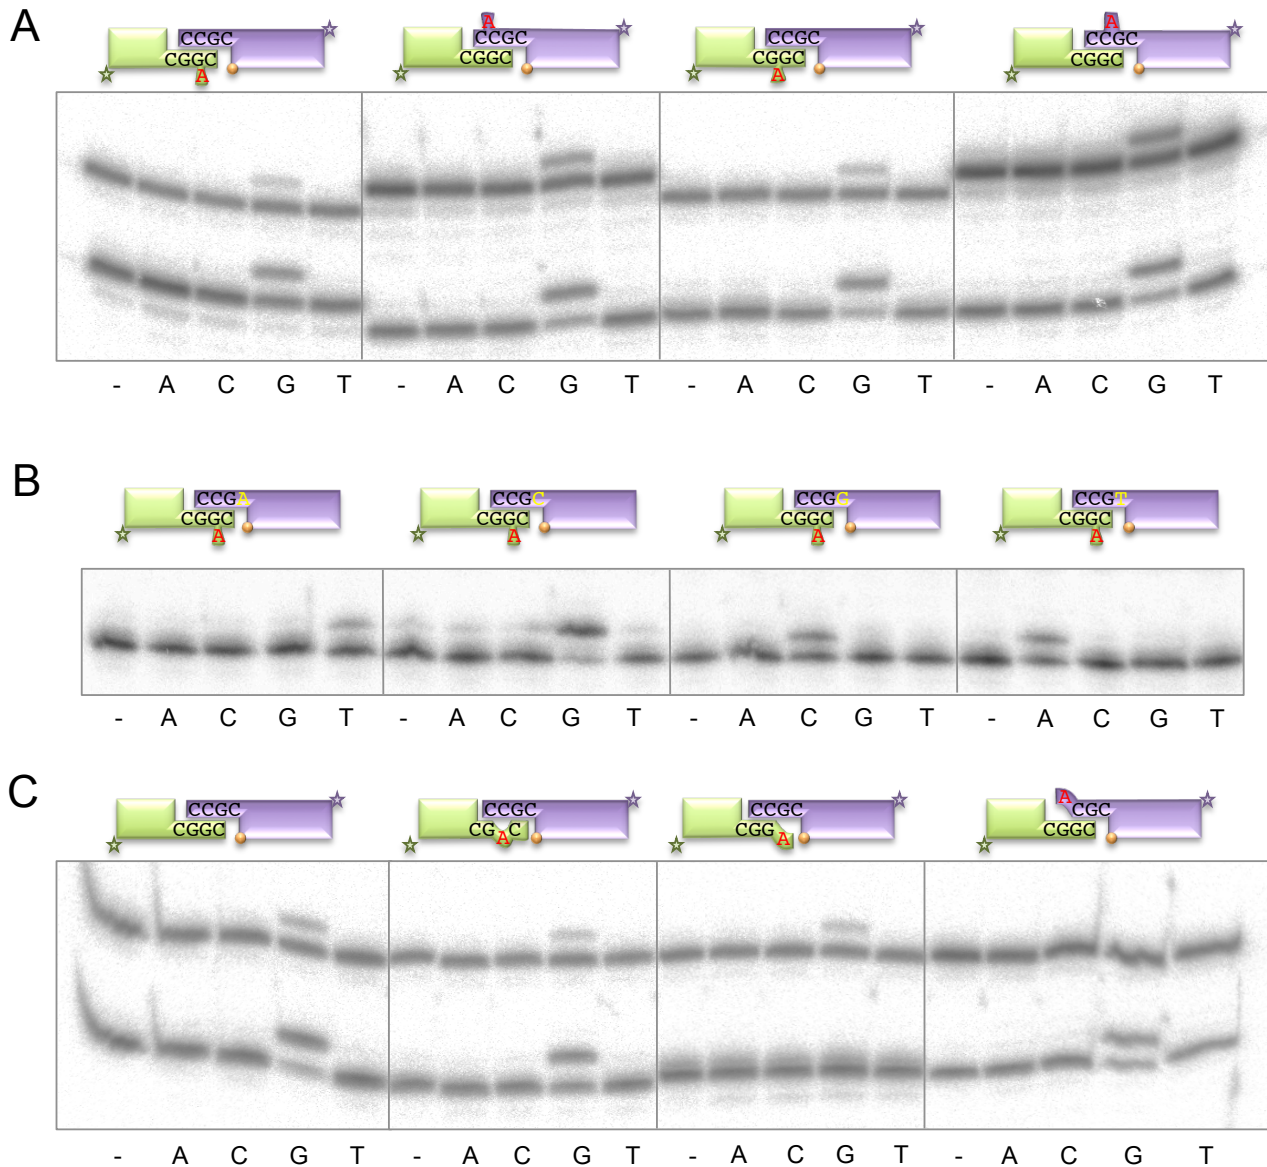 A
A A
CCGC CCGC CCGC CCGC
CGGC CGGC CGGC CGGC
A A
- A C G T - A C G T - A C G T - A C G T
B
CCGA CCGC CCGG CCGT
CGGC CGGC CGGC CGGC
A A A A
- A C G T - A C G T - A C G T - A C G T
C
CCGC CCGC CCGC A CGC
CGGC CG A C CGG A CGGC
- A C G T - A C G T - A C G T - A C G T